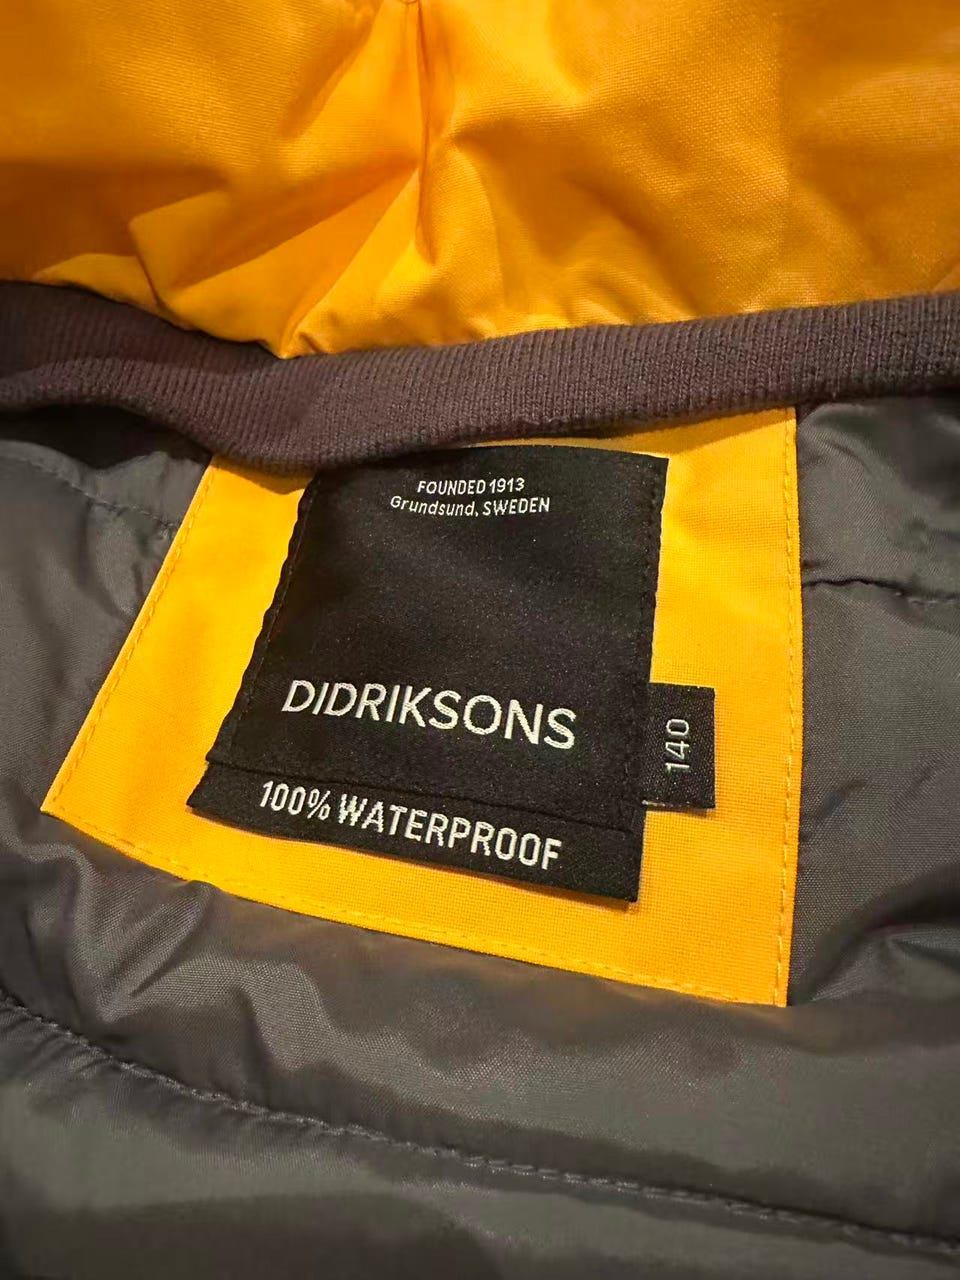 FOUNDED 1913
Grundsund, SWEDEN
DIDRIKSONS
140
100% WATERPROOF